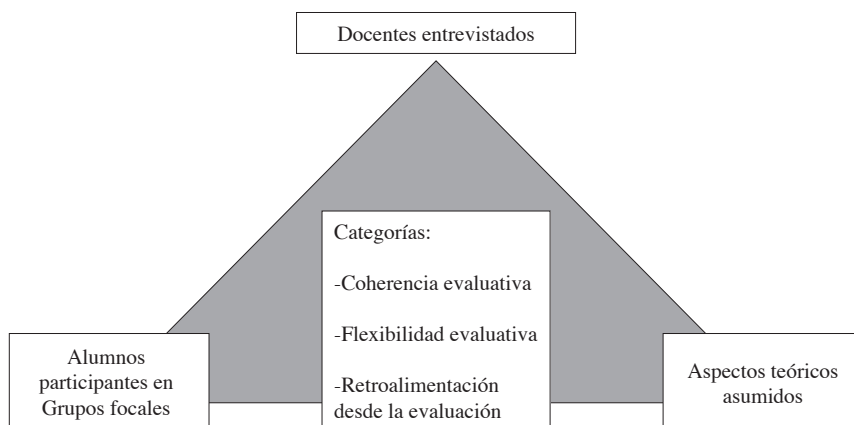 Docentes entrevistados
Categorías:
-Coherencia evaluativa
-Flexibilidad evaluativa
-Retroalimentación
desde la evaluación
Alumnos
participantes en
Grupos focales
Aspectos teóricos
asumidos